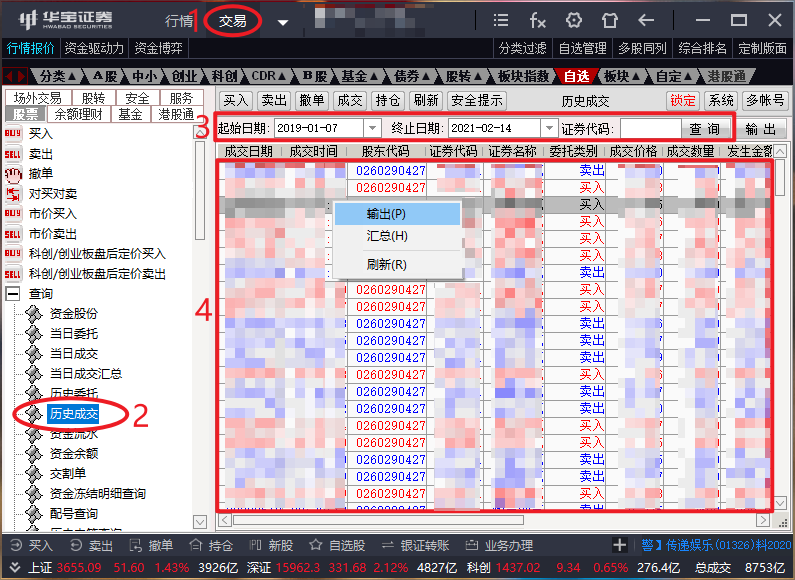 华宝证券 行情 1 交易
HWABAO SECURITIES
行情报价 资金驱动力 资金博弈 分类过滤 自选管理 多股同列 综合排名 定制版面
分类▲ A股 中小 创业 科创 CDR▲ B股 基金▲ 债券▲ 股转▲ 板块指数 自选 板块▲ 自定▲ 港股通
场外交易 股转 安全 服务
股票 余额理财 基金 港股通
买入 卖出 撤单 成交 持仓 刷新 安全提示 历史成交 锁定 系统 多帐号
3 起始日期: 2019-01-07 终止日期: 2021-02-14 证券代码: 查询 输出
成交日期 成交时间 股东代码 证券代码 证券名称 委托类别 成交价格 成交数量 发生金额
BUY 买入
SELL 卖出
撤单
对买对卖
BUY 市价买入
SELL 市价卖出
BUY 科创/创业板盘后定价买入
SELL 科创/创业板盘后定价卖出
查询
资金股份
当日委托
当日成交
当日成交汇总
历史委托
历史成交 2
资金流水
资金余额
交割单
资金冻结明细查询
配号查询
4
0260290427 卖出
0260290427 买入
买入
买入
买入
买入
卖出
0260290427 买入
0260290427 买入
0260290427 卖出
0260290427 卖出
0260290427 卖出
0260290427 买入
0260290427 卖出
0260290427 卖出
0260290427 买入
0260290427 买入
0260290427 卖出
0260290427 卖出
0260290427 买入
输出(P)
汇总(H)
刷新(R)
买入 卖出 撤单 持仓 新股 自选股 银证转账 业务办理 警】传递娱乐(01326)料2020
上证 3655.09 51.60 1.43% 3926亿 深证 15962.3 331.68 2.12% 4827亿 科创 1437.02 9.34 0.65% 276.4亿 总成交 8753亿